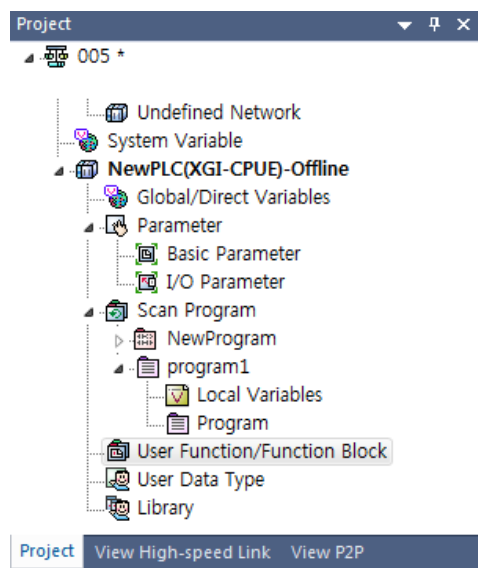 Project
005 *
Undefined Network
System Variable
NewPLC(XGI-CPUE)-Offline
Global/Direct Variables
Parameter
Basic Parameter
I/O Parameter
Scan Program
NewProgram
program1
Local Variables
Program
User Function/Function Block
User Data Type
Library
Project View High-speed Link View P2P